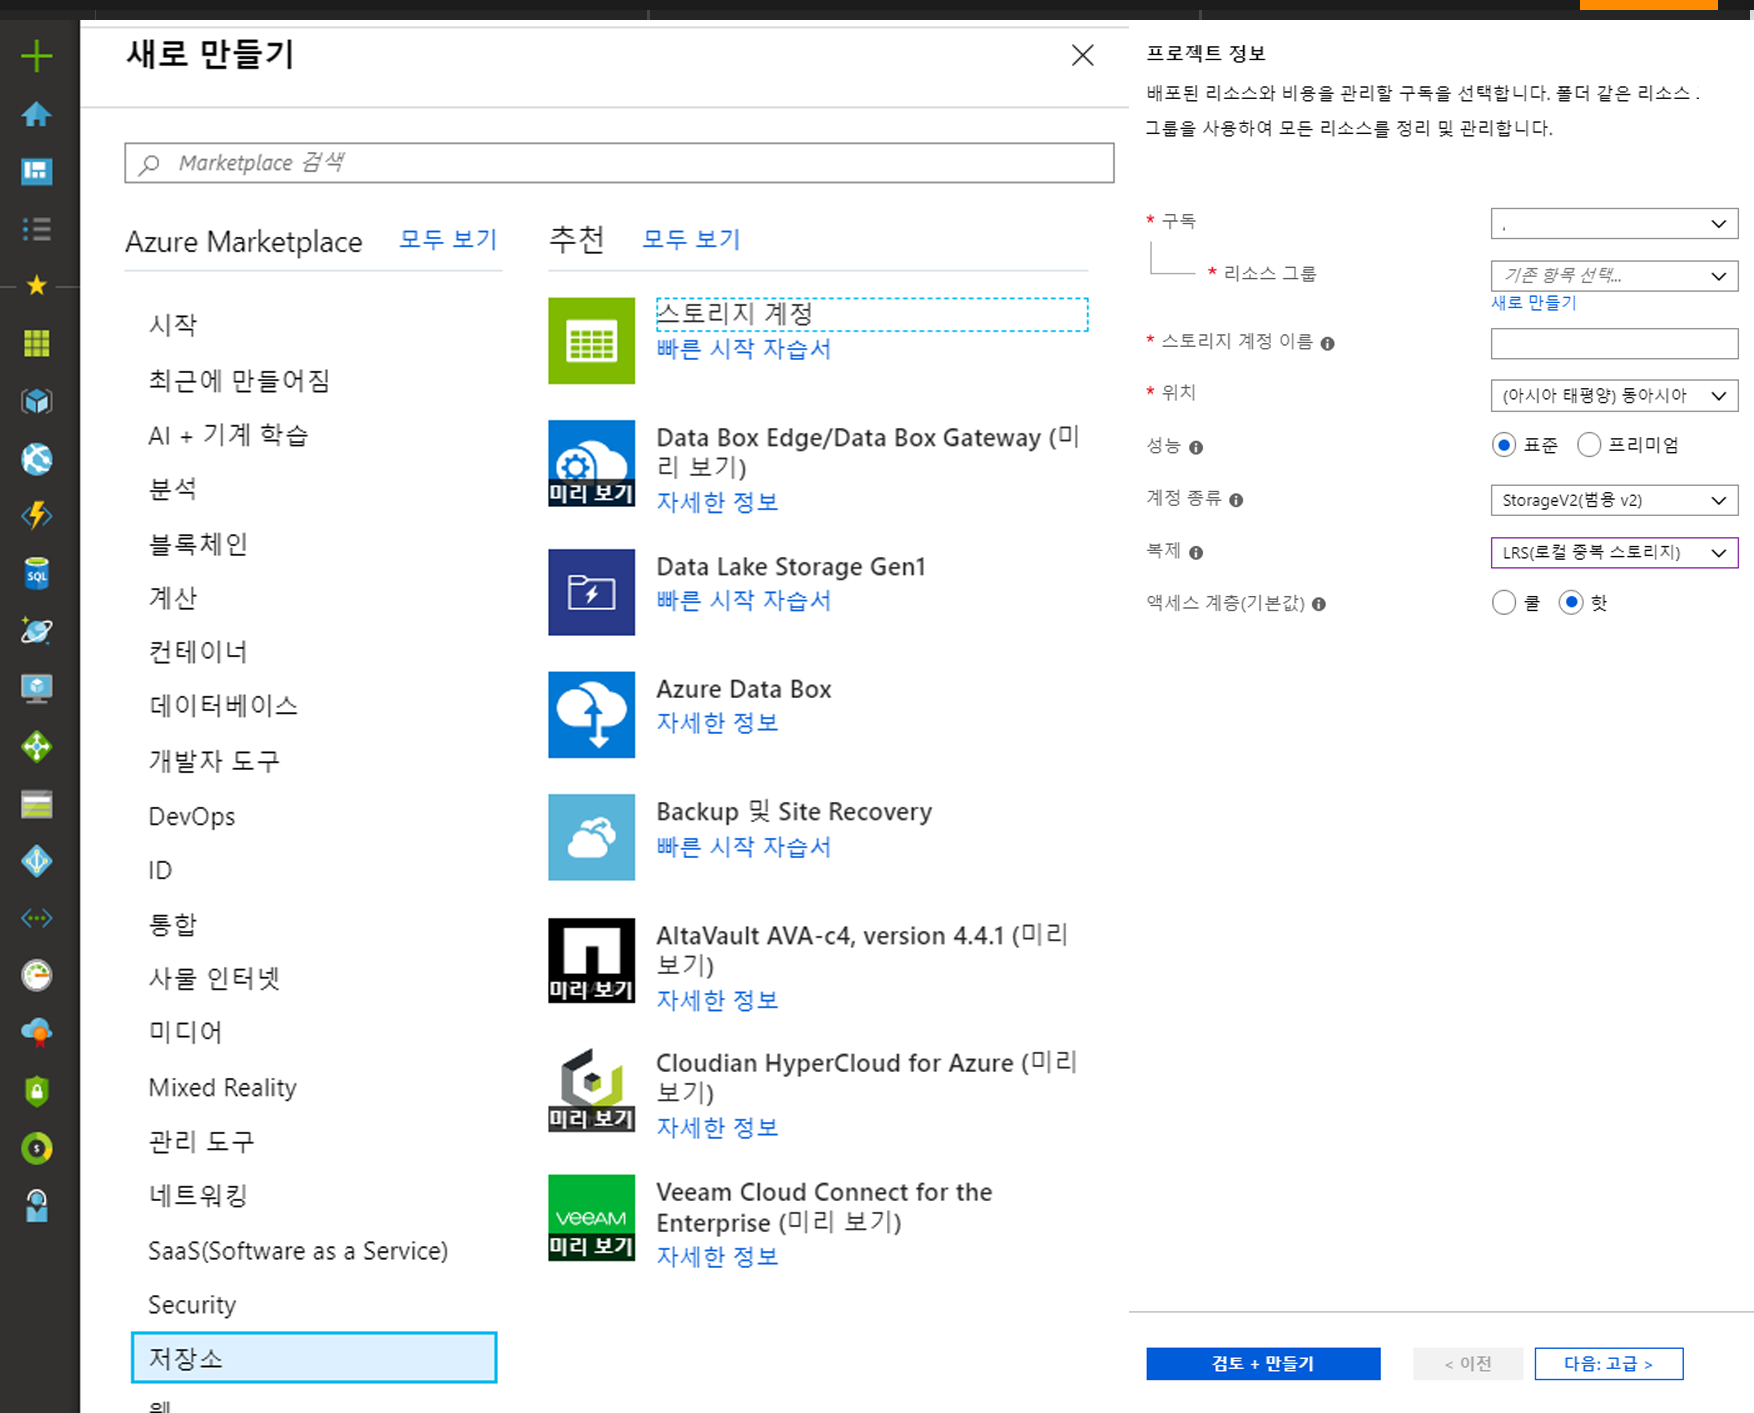 새로 만들기
Marketplace 검색
Azure Marketplace
모두 보기
시작
최근에 만들어짐
AI + 기계 학습
분석
블록체인
계산
컨테이너
데이터베이스
개발자 도구
DevOps
ID
통합
사물 인터넷
미디어
Mixed Reality
관리 도구
네트워킹
SaaS(Software as a Service)
Security
저장소
추천
모두 보기
스토리지 계정
빠른 시작 자습서
미리 보기
Data Box Edge/Data Box Gateway (미
리 보기)
자세한 정보
Data Lake Storage Gen1
빠른 시작 자습서
Azure Data Box
자세한 정보
Backup 및 Site Recovery
빠른 시작 자습서
미리 보기
AltaVault AVA-c4, version 4.4.1 (미리
보기)
자세한 정보
미리 보기
Cloudian HyperCloud for Azure (미리
보기)
자세한 정보
veeAM
미리 보기
Veeam Cloud Connect for the
Enterprise (미리 보기)
자세한 정보
SQL
프로젝트 정보
배포된 리소스와 비용을 관리할 구독을 선택합니다. 폴더 같은 리소스
그룹을 사용하여 모든 리소스를 정리 및 관리합니다.
* 구독
* 리소스 그룹
기존 항목 선택...
새로 만들기
* 스토리지 계정 이름
* 위치
(아시아 태평양) 동아시아
성능
표준
프리미엄
계정 종류
StorageV2(범용 v2)
복제
LRS(로컬 중복 스토리지)
액세스 계층(기본값)
쿨
핫
검토 + 만들기
< 이전
다음: 고급 >